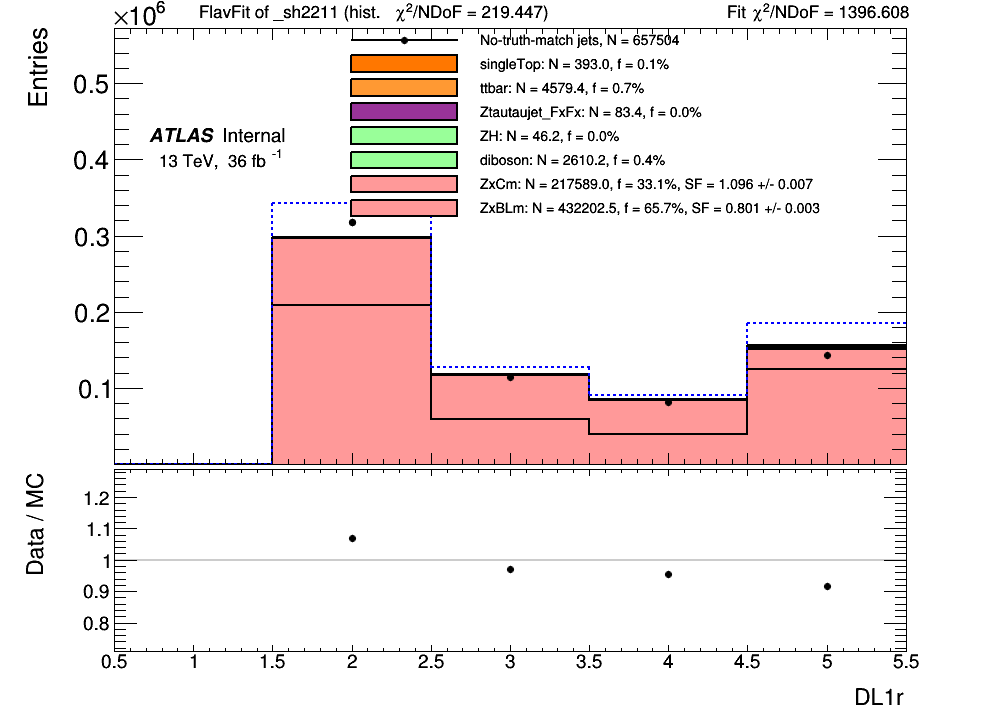 ×10⁶ FlavFit of _sh2211 (hist. χ²/NDoF = 219.447) Fit χ²/NDoF = 1396.608
Entries
No-truth-match jets, N = 657504
singleTop: N = 393.0, f = 0.1%
ttbar: N = 4579.4, f = 0.7%
Ztautaujet_FxFx: N = 83.4, f = 0.0%
ZH: N = 46.2, f = 0.0%
diboson: N = 2610.2, f = 0.4%
ZxCm: N = 217589.0, f = 33.1%, SF = 1.096 +/- 0.007
ZxBLm: N = 432202.5, f = 65.7%, SF = 0.801 +/- 0.003
ATLAS Internal
13 TeV, 36 fb⁻¹
0.5
0.4
0.3
0.2
0.1
Data / MC
1.2
1.1
1
0.9
0.8
0.5 1 1.5 2 2.5 3 3.5 4 4.5 5 5.5
DL1r